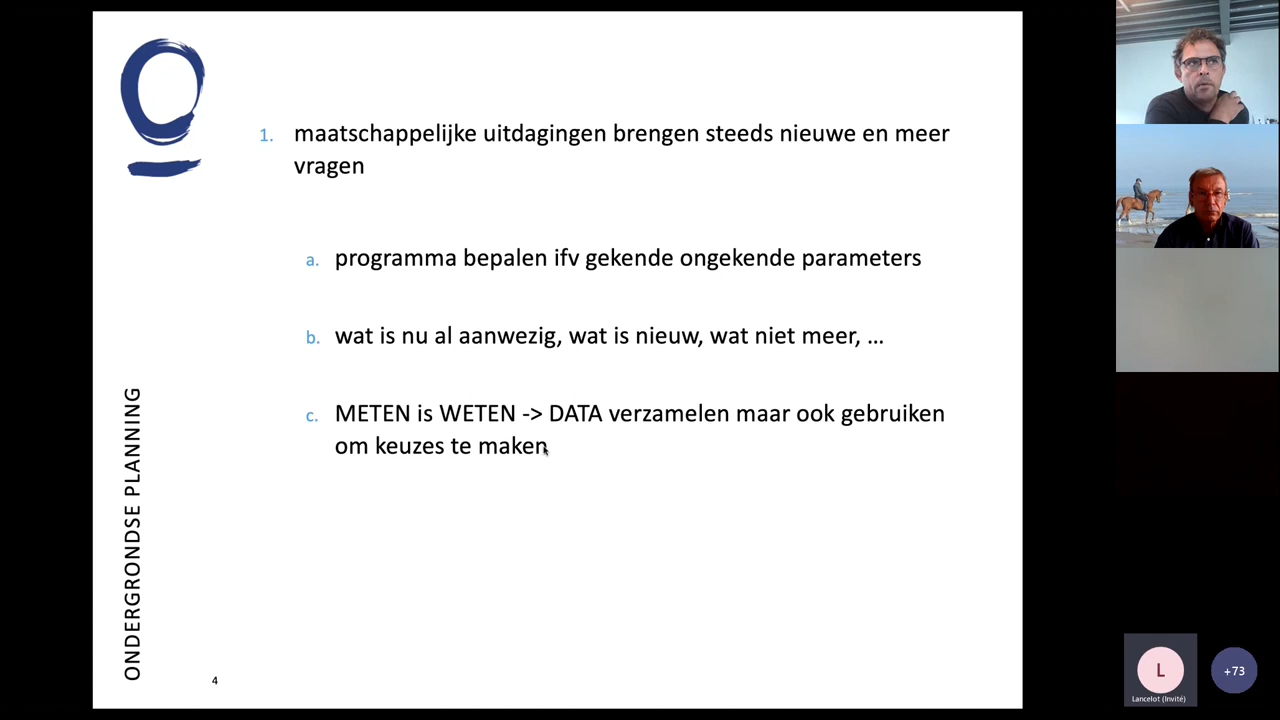 1. maatschappelijke uitdagingen brengen steeds nieuwe en meer
vragen
a. programma bepalen ifv gekende ongekende parameters
b. wat is nu al aanwezig, wat is nieuw, wat niet meer, ...
c. METEN is WETEN -> DATA verzamelen maar ook gebruiken
om keuzes te maken
ONDERGRONDSE PLANNING
4
L
Lancelot (Invité)
+73